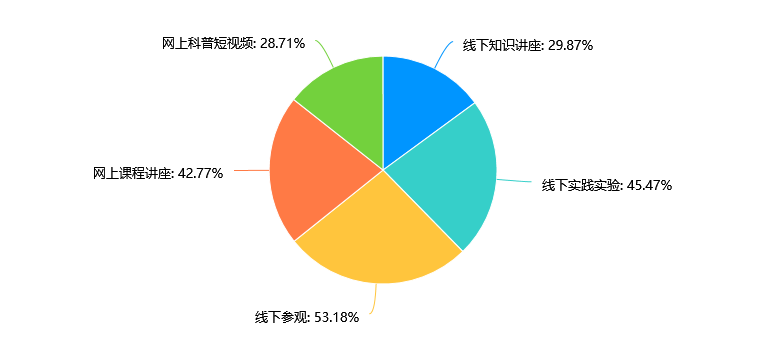 网上科普短视频: 28.71%
线下知识讲座: 29.87%
网上课程讲座: 42.77%
线下实践实验: 45.47%
线下参观: 53.18%